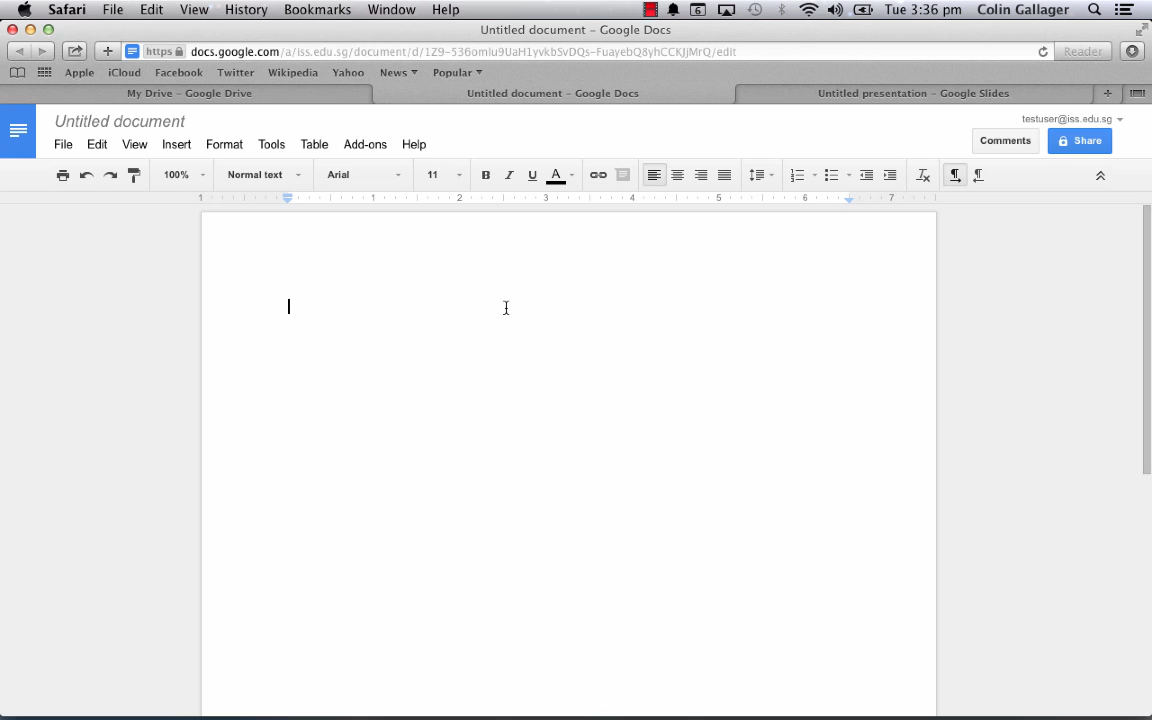 Safari File Edit View History Bookmarks Window Help 6 Tue 3:36 pm Colin Gallager
Untitled document – Google Docs
https docs.google.com/a/iss.edu.sg/document/d/1Z9-536omlu9UaH1yvkbSvDQs-FuayebQ8yhCCKJjMrQ/edit Reader
Apple iCloud Facebook Twitter Wikipedia Yahoo News Popular
My Drive – Google Drive Untitled document – Google Docs Untitled presentation – Google Slides
Untitled document testuser@iss.edu.sg
File Edit View Insert Format Tools Table Add-ons Help Comments Share
100% Normal text Arial 11 B I U A
1 1 2 3 4 5 6 7